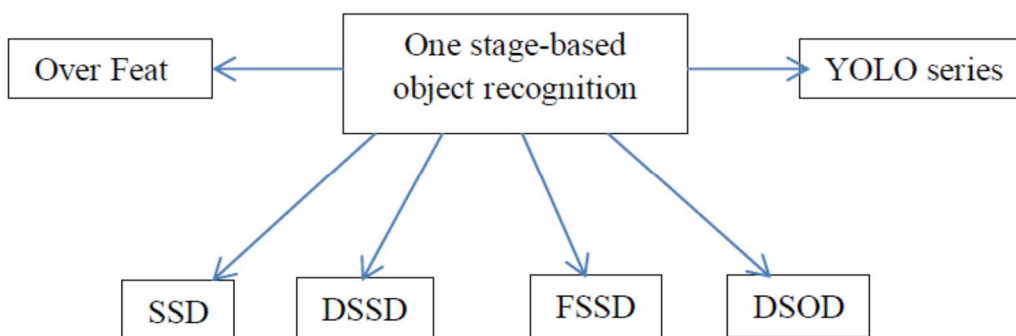 One stage-based
object recognition
Over Feat
YOLO series
SSD
DSSD
FSSD
DSOD